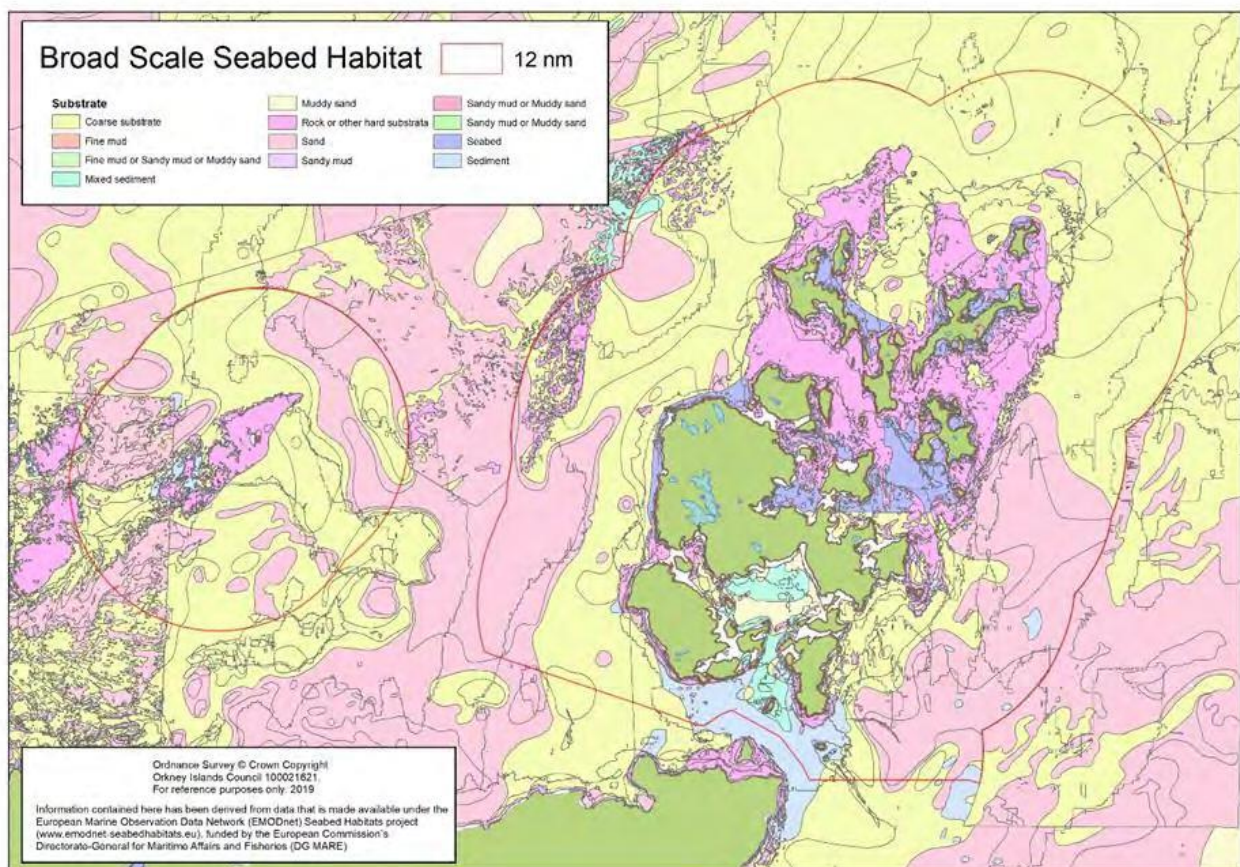 Broad Scale Seabed Habitat
12 nm
Substrate
Coarse substrate
Fine mud
Fine mud or Sandy mud or Muddy sand
Mixed sediment
Muddy sand
Rock or other hard substrata
Sand
Sandy mud
Sandy mud or Muddy sand
Sandy mud or Muddy sand
Seabed
Sediment
Ordnance Survey © Crown Copyright
Orkney Islands Council 100021621.
For reference purposes only. 2019
Information contained here has been derived from data that is made available under the
European Marine Observation Data Network (EMODnet) Seabed Habitats project
(www.emodnet-seabedhabitats.eu), funded by the European Commission's
Directorate-General for Maritime Affairs and Fisheries (DG MARE)